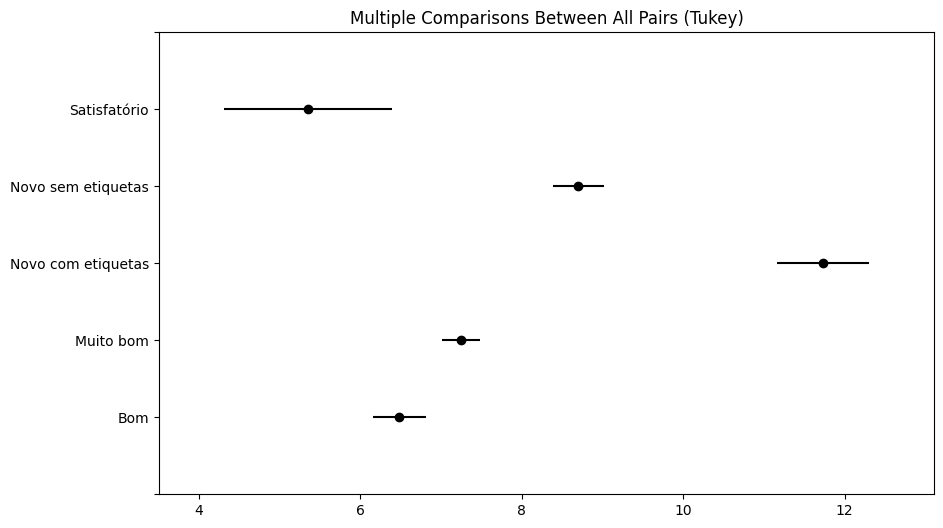 Multiple Comparisons Between All Pairs (Tukey)
Satisfatório
Novo sem etiquetas
Novo com etiquetas
Muito bom
Bom
4 6 8 10 12